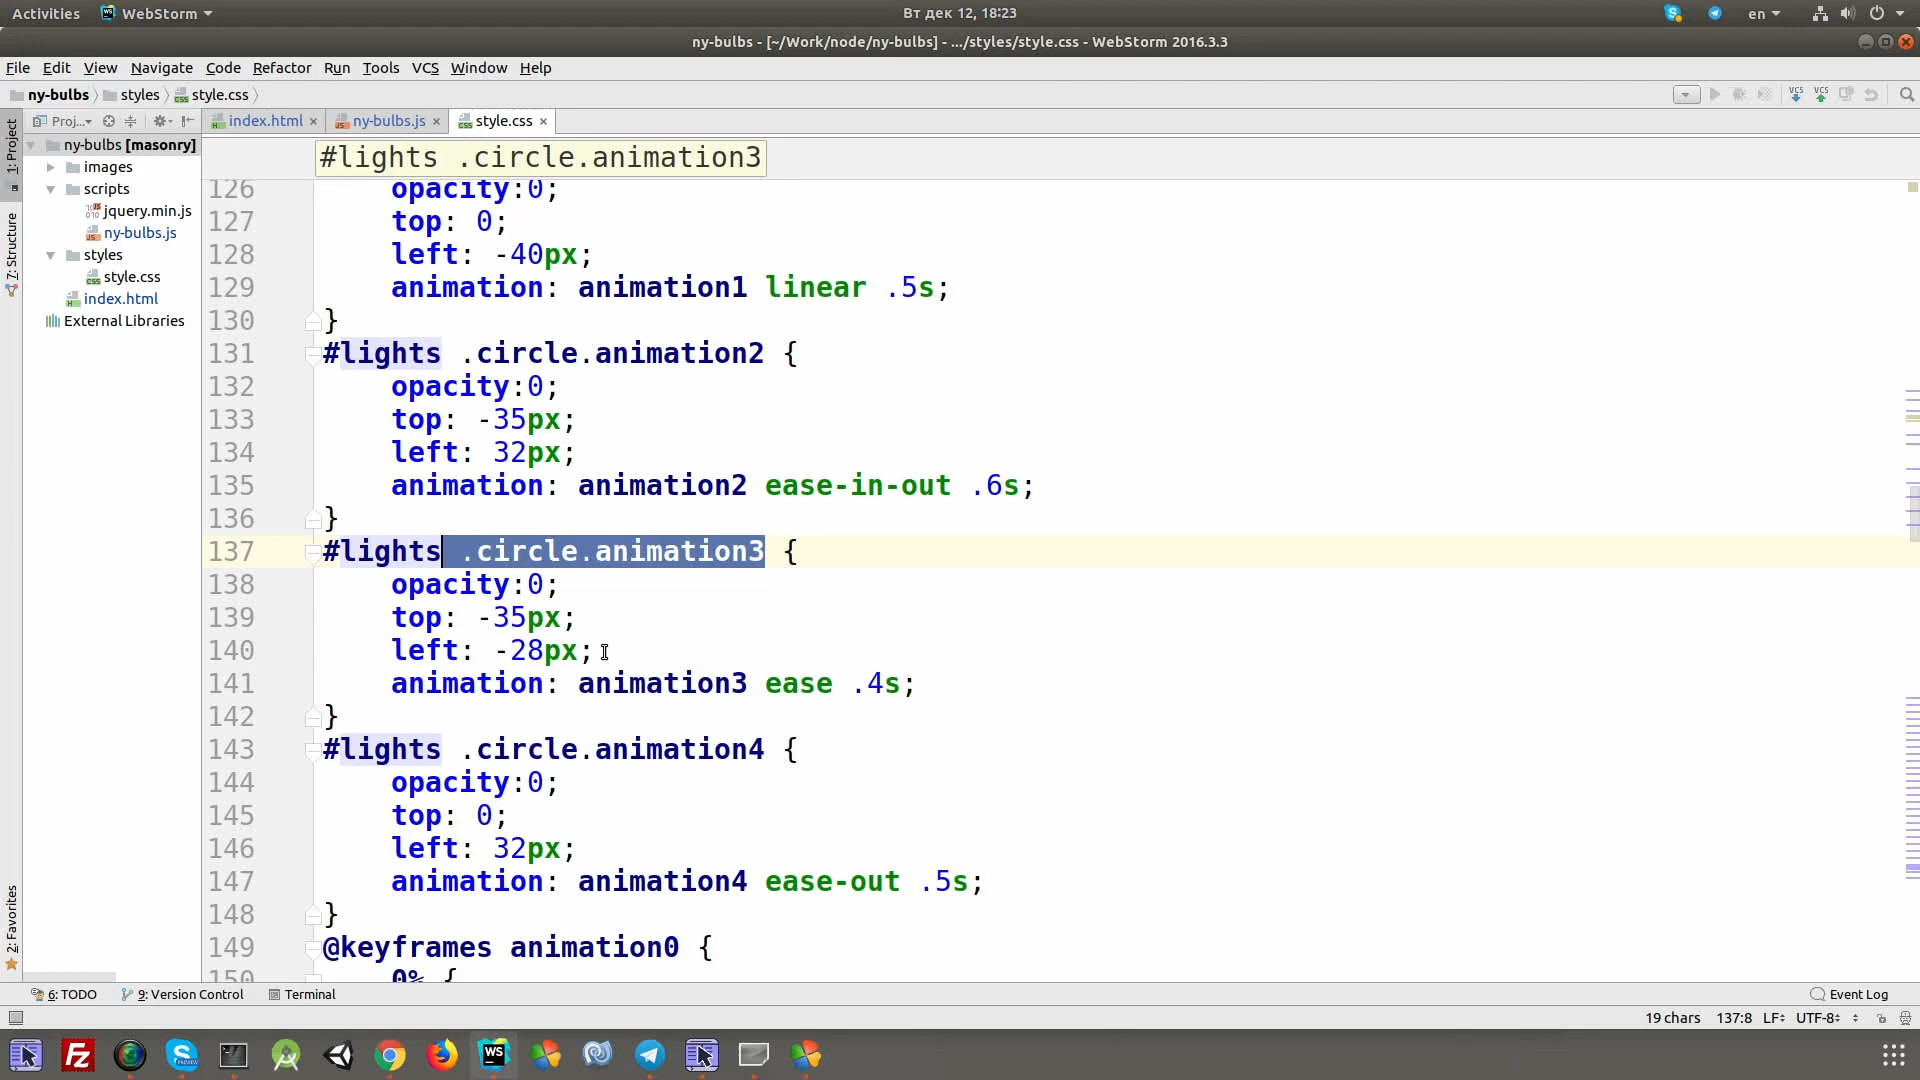 Activities WebStorm Вт дек 12, 18:23 en
ny-bulbs - [~/Work/node/ny-bulbs] - .../styles/style.css - WebStorm 2016.3.3
File Edit View Navigate Code Refactor Run Tools VCS Window Help
ny-bulbs styles style.css
Proj... index.html ny-bulbs.js style.css
1: Project
7: Structure
2: Favorites
ny-bulbs [masonry]
images
scripts
jquery.min.js
ny-bulbs.js
styles
style.css
index.html
External Libraries
#lights .circle.animation3
126 opacity:0;
127 top: 0;
128 left: -40px;
129 animation: animation1 linear .5s;
130 }
131 #lights .circle.animation2 {
132 opacity:0;
133 top: -35px;
134 left: 32px;
135 animation: animation2 ease-in-out .6s;
136 }
137 #lights .circle.animation3 {
138 opacity:0;
139 top: -35px;
140 left: -28px;
141 animation: animation3 ease .4s;
142 }
143 #lights .circle.animation4 {
144 opacity:0;
145 top: 0;
146 left: 32px;
147 animation: animation4 ease-out .5s;
148 }
149 @keyframes animation0 {
150 0% {
6: TODO 9: Version Control Terminal Event Log
19 chars 137:8 LF UTF-8